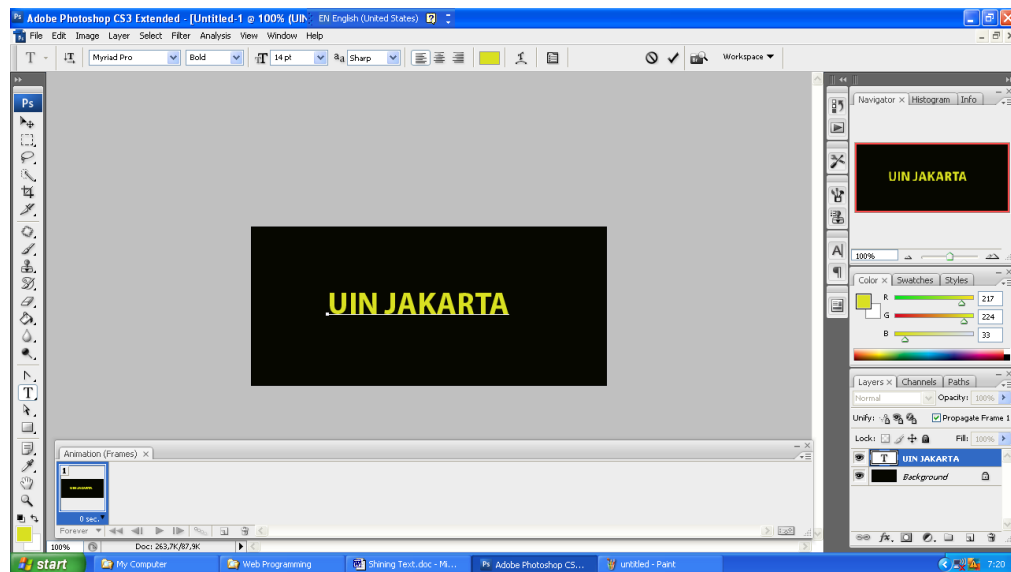 Adobe Photoshop CS3 Extended - [Untitled-1 @ 100% (UIN EN English (United States)
File Edit Image Layer Select Filter Analysis View Window Help
T Myriad Pro Bold T 14 pt aa Sharp Workspace
Ps
Navigator × Histogram Info
UIN JAKARTA
100%
Color × Swatches Styles
R 217
G 224
B 33
UIN JAKARTA
Layers × Channels Paths
Normal Opacity: 100%
Unify: Propagate Frame 1
Lock: Fill: 100%
T UIN JAKARTA
Background
Animation (Frames) ×
1
UIN JAKARTA
0 sec.
Forever
100% Doc: 263,7K/87,9K
start My Computer Web Programming Shining Text.doc - Mi... Ps Adobe Photoshop CS... untitled - Paint 7:20